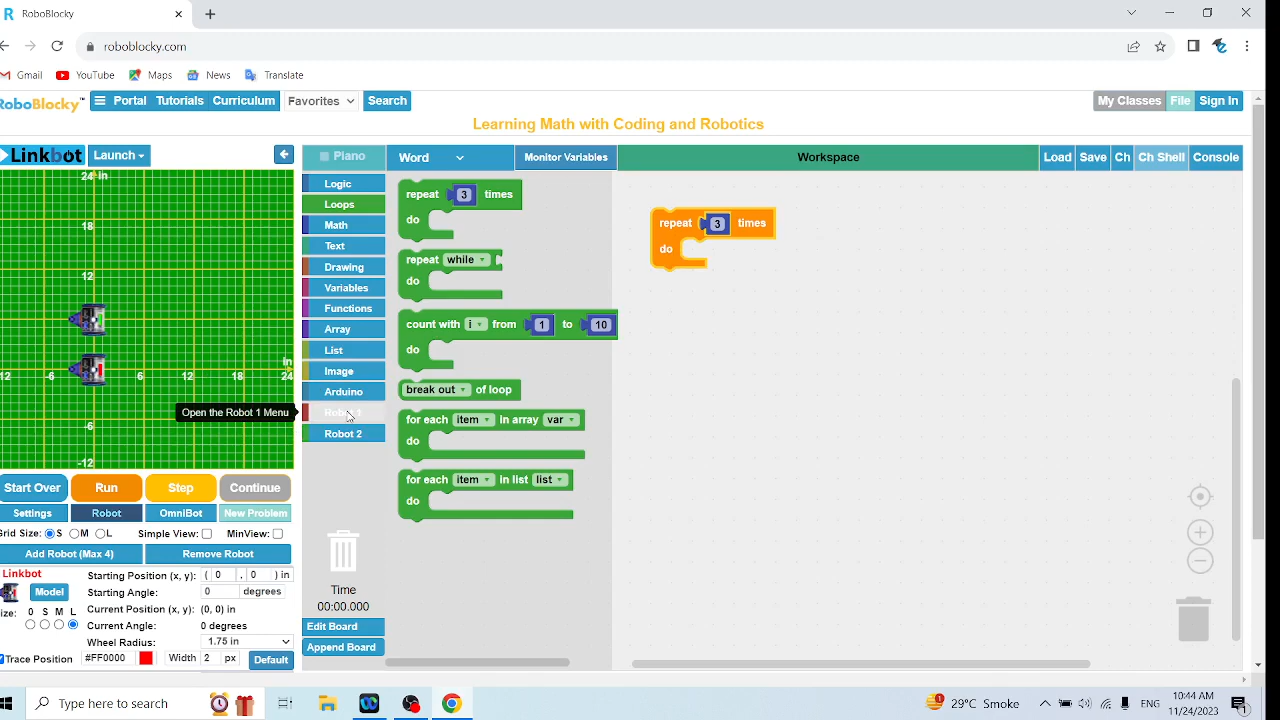 RoboBlocky
roboblocky.com
Gmail YouTube Maps News Translate
RoboBlocky™ Portal Tutorials Curriculum Favorites Search My Classes File Sign In
Learning Math with Coding and Robotics
Linkbot Launch Piano Word Monitor Variables Workspace Load Save Ch Ch Shell Console
24 in
18
12
12 -6 6 12 18 24
in
-6
-12
Logic
Loops
Math
Text
Drawing
Variables
Functions
Array
List
Image
Arduino
Robot 1
Open the Robot 1 Menu
Robot 2
repeat 3 times
do
repeat while
do
count with i from 1 to 10
do
break out of loop
for each item in array var
do
for each item in list list
do
repeat 3 times
do
Start Over Run Step Continue
Settings Robot OmniBot New Problem
Grid Size: S M L Simple View: MinView:
Add Robot (Max 4) Remove Robot
Linkbot Starting Position (x, y): ( 0 , 0 ) in
Model Starting Angle: 0 degrees
Size: 0 S M L Current Position (x, y): (0, 0) in
Current Angle: 0 degrees
Wheel Radius: 1.75 in
Trace Position #FF0000 Width 2 px Default
Time
00:00.000
Edit Board
Append Board
Type here to search
29°C Smoke
ENG
10:44 AM
11/24/2023
1
1